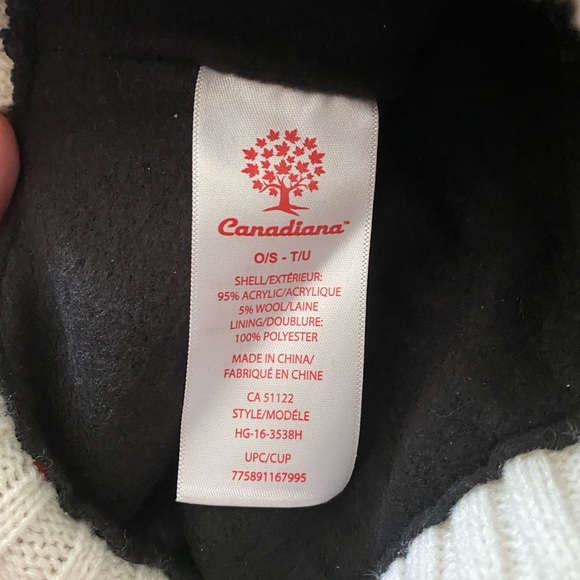 Canadiana™
O/S - T/U
SHELL/EXTÉRIEUR:
95% ACRYLIC/ACRYLIQUE
5% WOOL/LAINE
LINING/DOUBLURE:
100% POLYESTER
MADE IN CHINA/
FABRIQUÉ EN CHINE
CA 51122
STYLE/MODÉLE
HG-16-3538H
UPC/CUP
775891167995